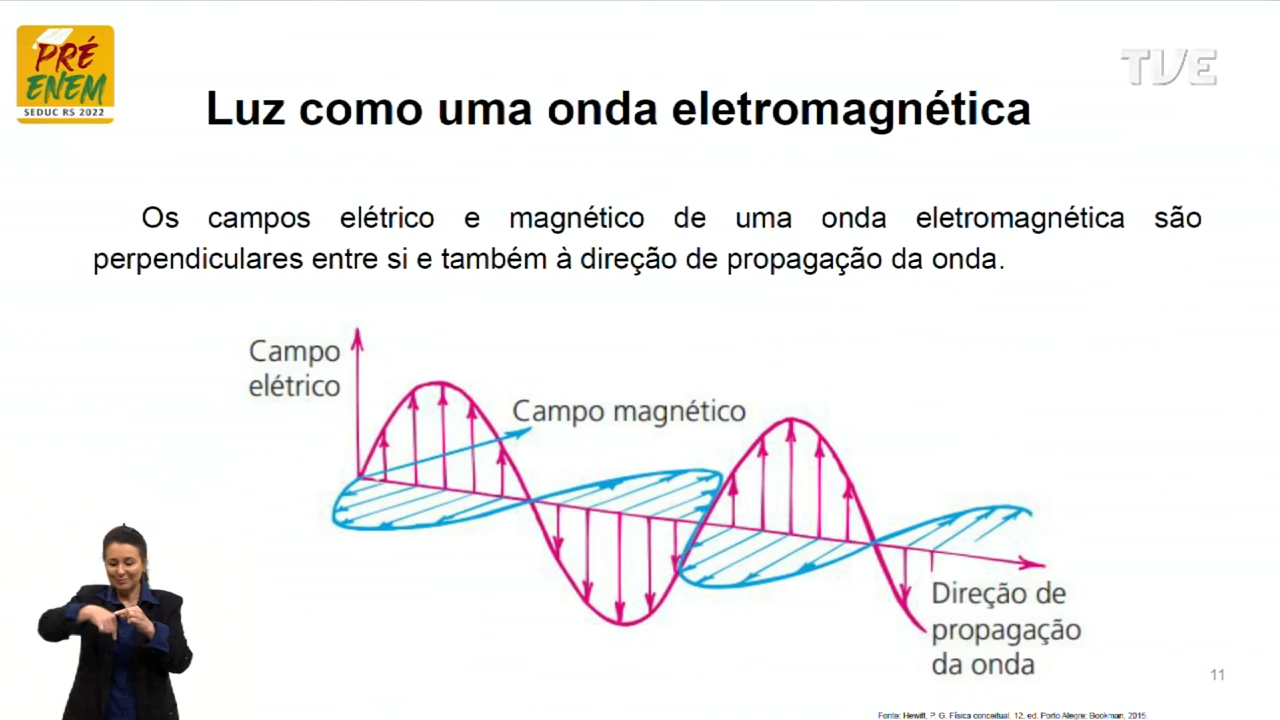 PRÉ
ENEM
SEDUC RS 2022
TVE
Luz como uma onda eletromagnética
Os campos elétrico e magnético de uma onda eletromagnética são
perpendiculares entre si e também à direção de propagação da onda.
Campo
elétrico
Campo magnético
Direção de
propagação
da onda
11
Fonte: Hewitt, P. G. Física conceitual. 12. ed. Porto Alegre: Bookman, 2015